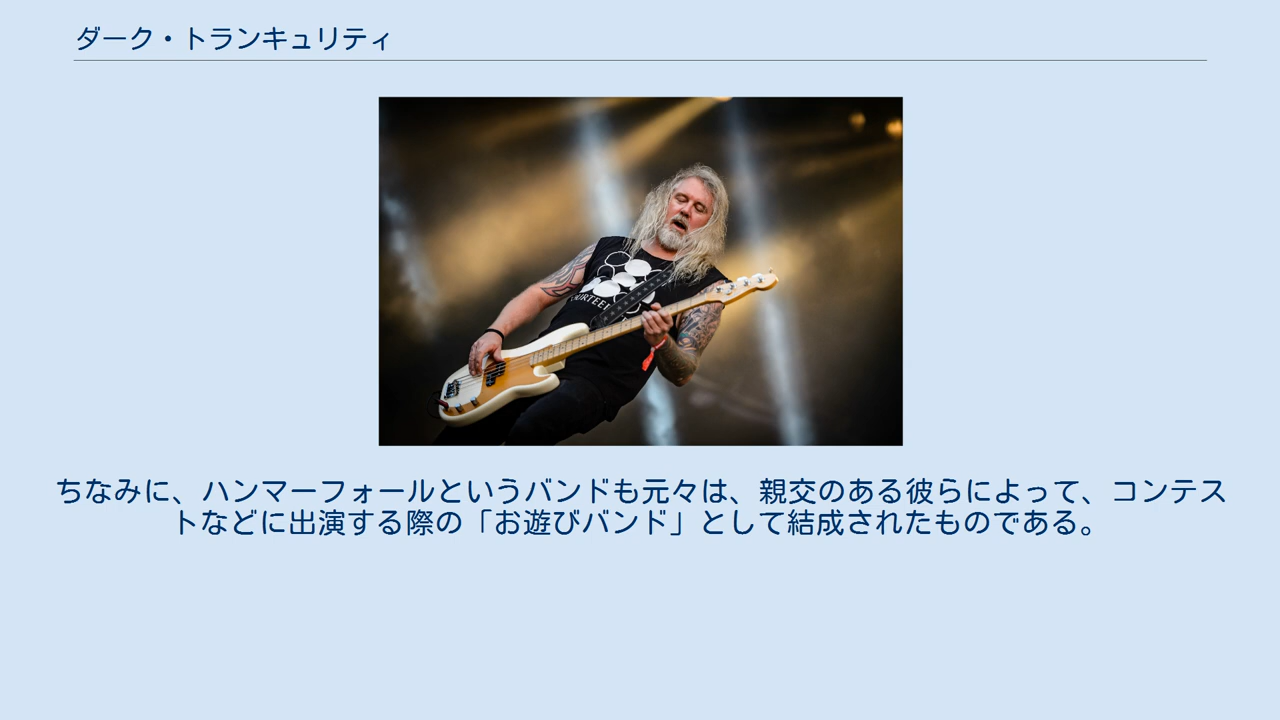 ダーク・トランキュリティ
ちなみに、ハンマーフォールというバンドも元々は、親交のある彼らによって、コンテス
トなどに出演する際の「お遊びバンド」として結成されたものである。